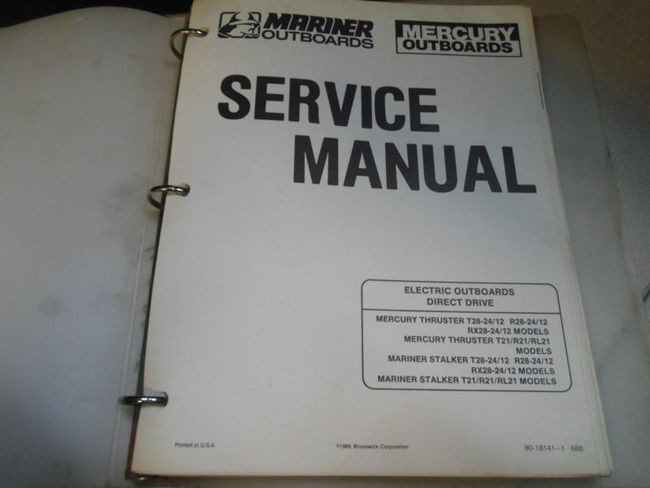 MARINER
OUTBOARDS
MERCURY
OUTBOARDS
SERVICE
MANUAL
ELECTRIC OUTBOARDS
DIRECT DRIVE
MERCURY THRUSTER T28-24/12 R28-24/12
RX28-24/12 MODELS
MERCURY THRUSTER T21/R21/RL21
MODELS
MARINER STALKER T28-24/12 R28-24/12
RX28-24/12 MODELS
MARINER STALKER T21/R21/RL21 MODELS
Printed in U.S.A.
Brunswick Corporation
90-18141--1 688